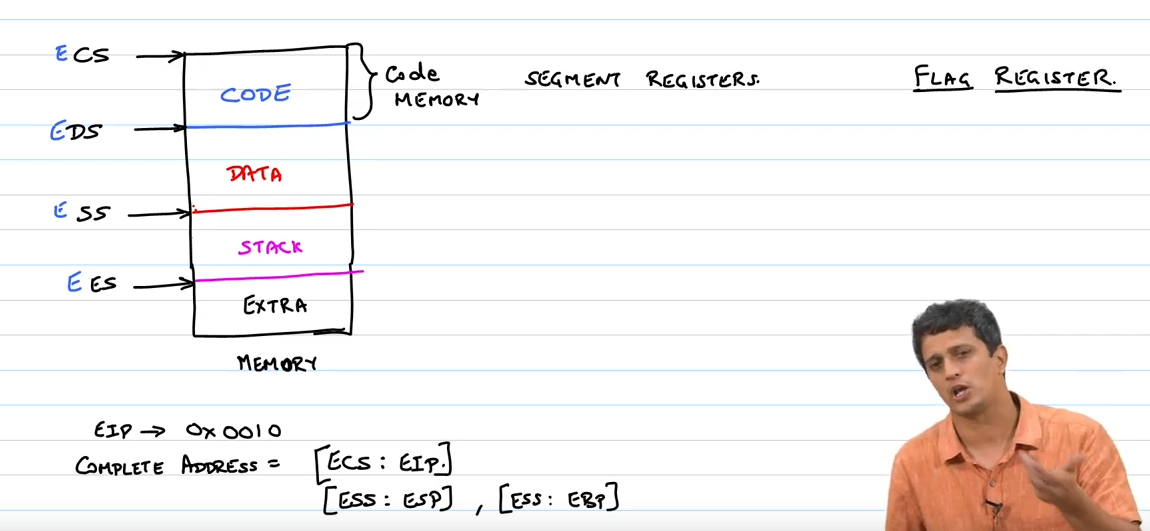 ECS
CODE
Code
MEMORY
SEGMENT REGISTERS.
FLAG REGISTER.
EDS
DATA
ESS
STACK
EES
EXTRA
MEMORY
EIP → 0x0010
COMPLETE ADDRESS = [ECS : EIP.]
[ESS : ESP] , [ESS : EBP]